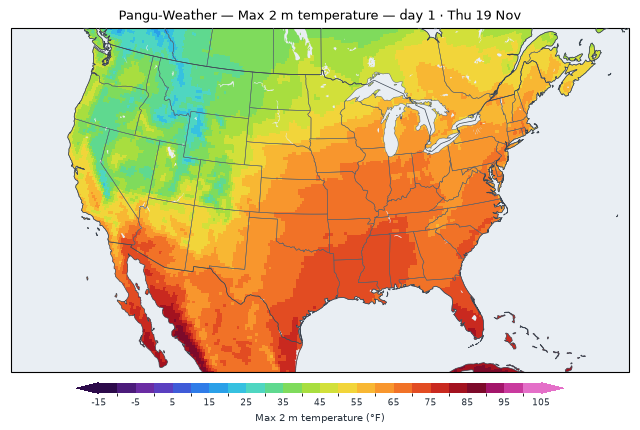 Pangu-Weather — Max 2 m temperature — day 1 · Thu 19 Nov
-15 -5 5 15 25 35 45 55 65 75 85 95 105
Max 2 m temperature (°F)